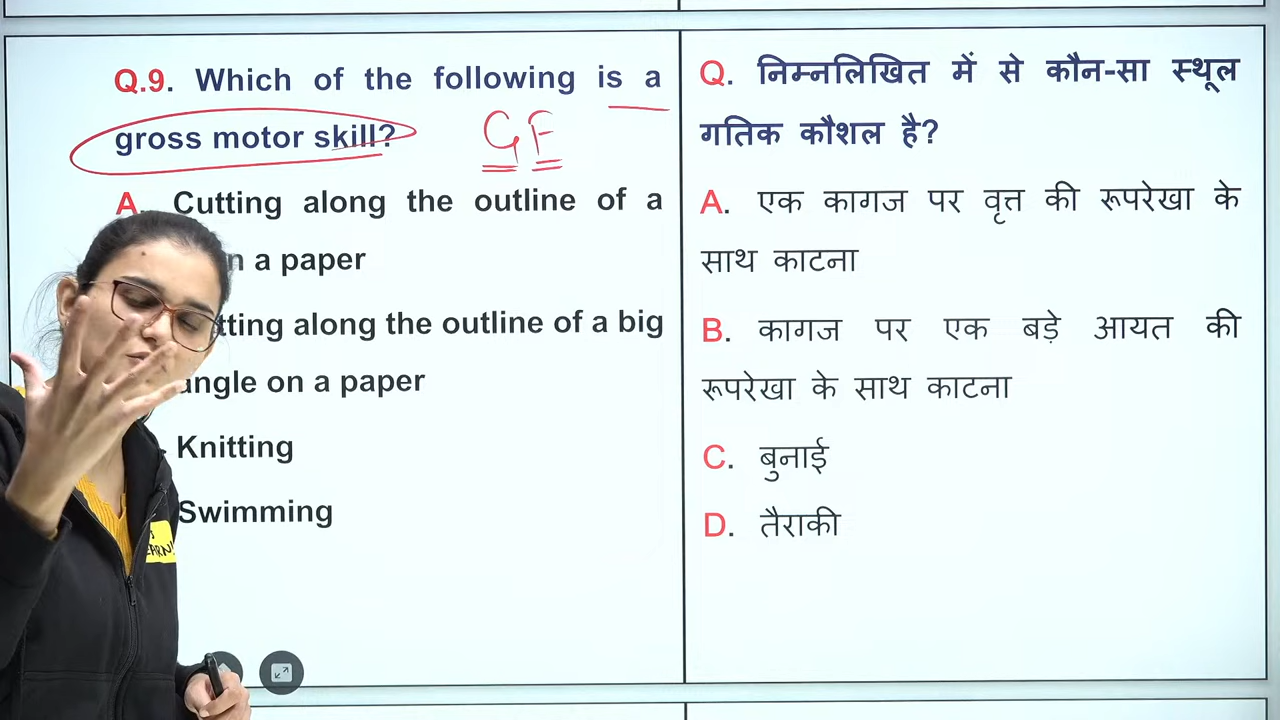 Q.9. Which of the following is a
gross motor skill?
GF
A. Cutting along the outline of a
on a paper
along the outline of a big
on a paper
Knitting
Swimming
Q. निम्नलिखित में से कौन-सा स्थूल
गतिक कौशल है?
A. एक कागज पर वृत्त की रूपरेखा के
साथ काटना
B. कागज पर एक बड़े आयत की
रूपरेखा के साथ काटना
C. बुनाई
D. तैराकी